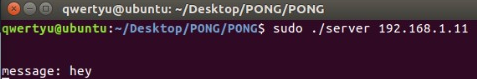 qwertyu@ubuntu: ~/Desktop/PONG/PONG
qwertyu@ubuntu:~/Desktop/PONG/PONG$ sudo ./server 192.168.1.11
message: hey